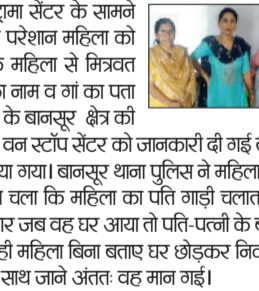 ट्रामा सेंटर के सामने
परेशान महिला को
महिला से मित्रवत
नाम व गां का पता
के बानसूर क्षेत्र की
वन स्टॉप सेंटर को जानकारी दी गई
या गया। बानसूर थाना पुलिस ने महिला
चला कि महिला का पति गाड़ी चलात
जब वह घर आया तो पति-पत्नी के
ही महिला बिना बताए घर छोड़कर
साथ जाने अंततः वह मान गई।